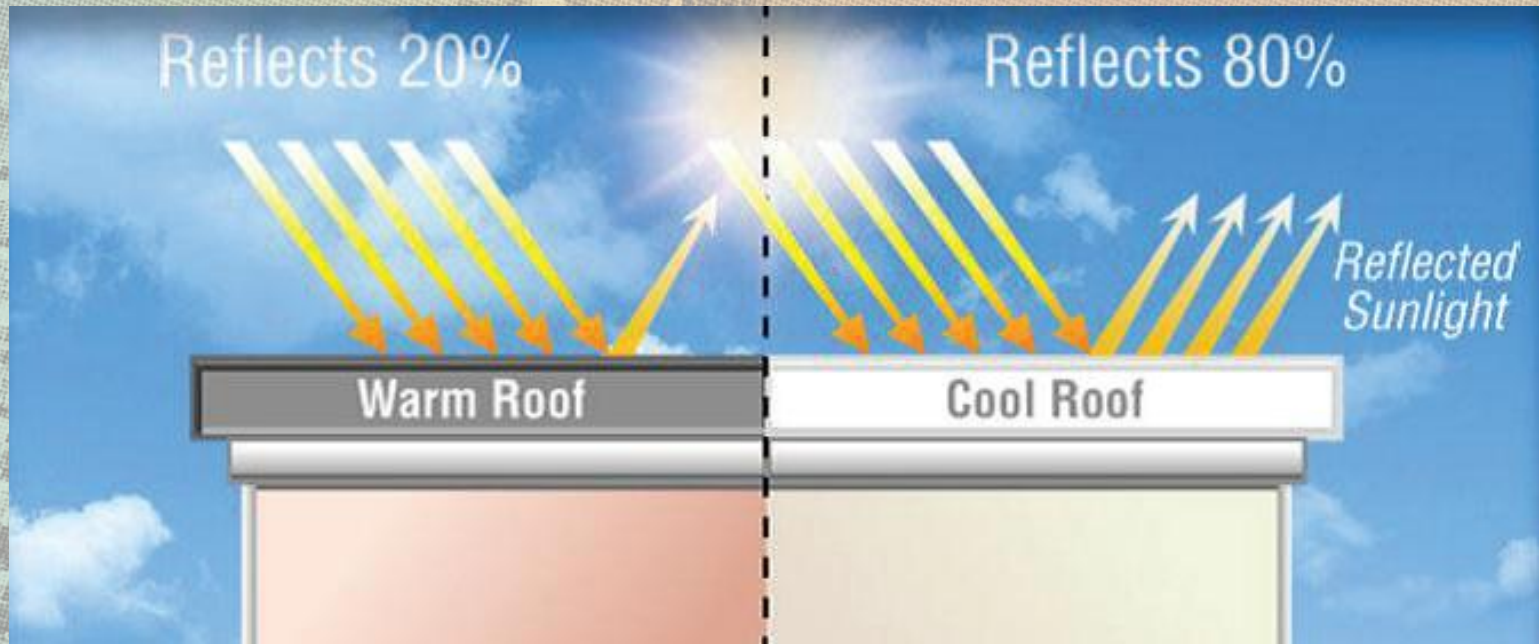 Reflects 20%
Reflects 80%
Reflected
Sunlight
Warm Roof
Cool Roof